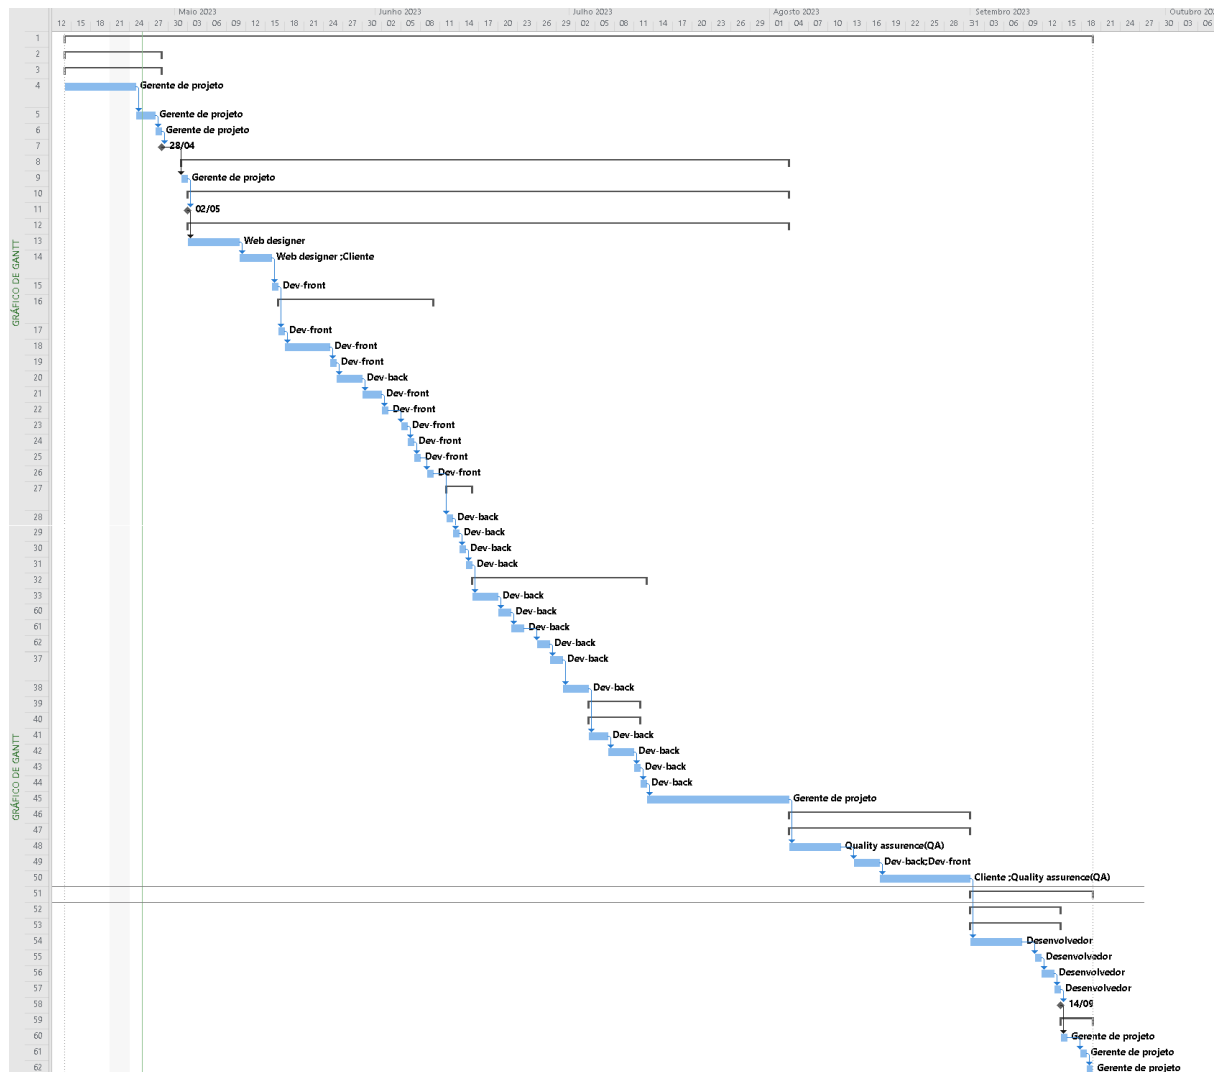 Maio 2023 Junho 2023 Julho 2023 Agosto 2023 Setembro 2023 Outubro 202
12 15 18 21 24 27 30 03 06 09 12 15 18 21 24 27 30 02 05 08 11 14 17 20 23 26 29 02 05 08 11 14 17 20 23 26 29 01 04 07 10 13 16 19 22 25 28 31 03 06 09 12 15 18 21 24 27 30 03 06
GRÁFICO DE GANTT
1
2
3
4 Gerente de projeto
5 Gerente de projeto
6 Gerente de projeto
7 28/04
8
9 Gerente de projeto
10
11 02/05
12
13 Web designer
14 Web designer ;Cliente
15 Dev-front
16
17 Dev-front
18 Dev-front
19 Dev-front
20 Dev-back
21 Dev-front
22 Dev-front
23 Dev-front
24 Dev-front
25 Dev-front
26 Dev-front
27
28 Dev-back
29 Dev-back
30 Dev-back
31 Dev-back
32
33 Dev-back
60 Dev-back
61 Dev-back
62 Dev-back
37 Dev-back
38 Dev-back
39
40
41 Dev-back
42 Dev-back
43 Dev-back
44 Dev-back
GRÁFICO DE GANTT
45 Gerente de projeto
46
47
48 Quality assurence(QA)
49 Dev-back;Dev-front
50 Cliente ;Quality assurence(QA)
51
52
53
54 Desenvolvedor
55 Desenvolvedor
56 Desenvolvedor
57 Desenvolvedor
58 14/09
59
60 Gerente de projeto
61 Gerente de projeto
62 Gerente de projeto